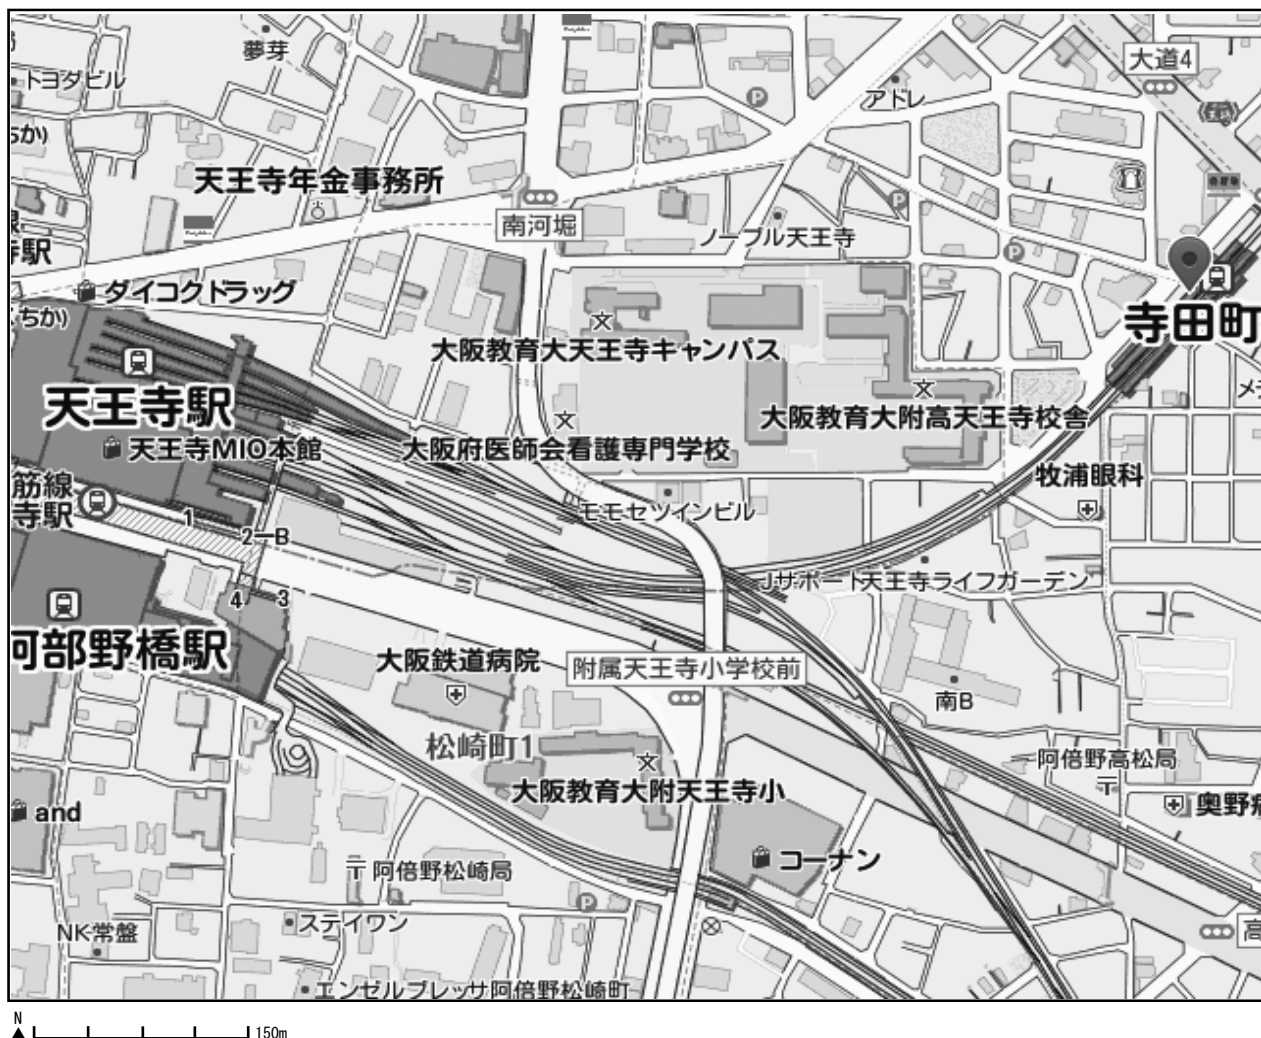 夢芽
トヨダビル
大道4
アドレ
ちか)
天王寺年金事務所
南河堀
ノーブル天王寺
寺駅
ダイコクドラッグ
ちか)
寺田町
大阪教育大天王寺キャンパス
天王寺駅
大阪教育大附高天王寺校舎
天王寺MIO本館
大阪府医師会看護専門学校
筋線
寺駅
牧浦眼科
モモセツインビル
1
2
B
Jサポート天王寺ライフガーデン
4
3
阿部野橋駅
大阪鉄道病院
附属天王寺小学校前
南B
松崎町1
阿倍野高松局
大阪教育大附天王寺小
and
奥野病
コーナン
阿倍野松崎局
ステイワン
NK常盤
高
エンゼルプレッサ阿倍野松崎町
N
150m